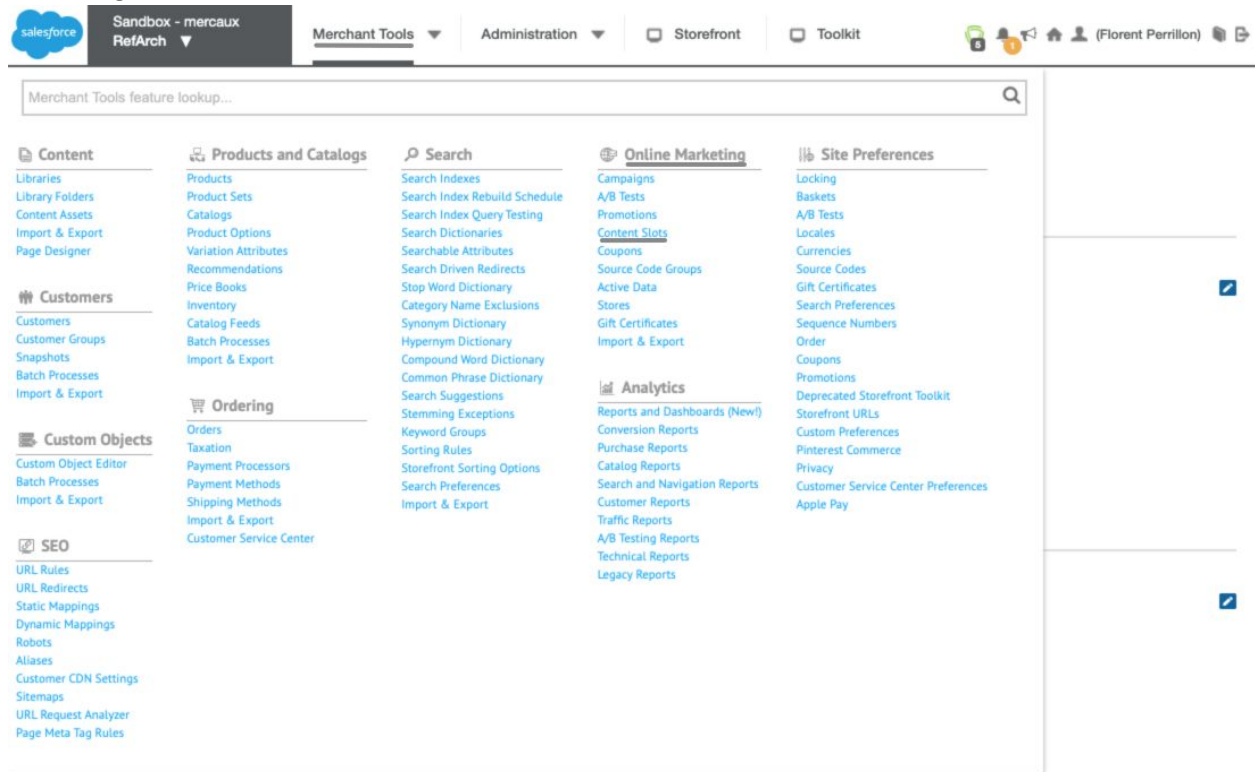 salesforce
Sandbox - mercaux
RefArch
Merchant Tools
Administration
Storefront
Toolkit
5
1
(Florent Perrillon)
Merchant Tools feature lookup...
Content
Libraries
Library Folders
Content Assets
Import & Export
Page Designer
Customers
Customers
Customer Groups
Snapshots
Batch Processes
Import & Export
Custom Objects
Custom Object Editor
Batch Processes
Import & Export
SEO
URL Rules
URL Redirects
Static Mappings
Dynamic Mappings
Robots
Aliases
Customer CDN Settings
Sitemaps
URL Request Analyzer
Page Meta Tag Rules
Products and Catalogs
Products
Product Sets
Catalogs
Product Options
Variation Attributes
Recommendations
Price Books
Inventory
Catalog Feeds
Batch Processes
Import & Export
Ordering
Orders
Taxation
Payment Processors
Payment Methods
Shipping Methods
Import & Export
Customer Service Center
Search
Search Indexes
Search Index Rebuild Schedule
Search Index Query Testing
Search Dictionaries
Searchable Attributes
Search Driven Redirects
Stop Word Dictionary
Category Name Exclusions
Synonym Dictionary
Hypernym Dictionary
Compound Word Dictionary
Common Phrase Dictionary
Search Suggestions
Stemming Exceptions
Keyword Groups
Sorting Rules
Storefront Sorting Options
Search Preferences
Import & Export
Online Marketing
Campaigns
A/B Tests
Promotions
Content Slots
Coupons
Source Code Groups
Active Data
Stores
Gift Certificates
Import & Export
Analytics
Reports and Dashboards (New!)
Conversion Reports
Purchase Reports
Catalog Reports
Search and Navigation Reports
Customer Reports
Traffic Reports
A/B Testing Reports
Technical Reports
Legacy Reports
Site Preferences
Locking
Baskets
A/B Tests
Locales
Currencies
Source Codes
Gift Certificates
Search Preferences
Sequence Numbers
Order
Coupons
Promotions
Deprecated Storefront Toolkit
Storefront URLs
Custom Preferences
Pinterest Commerce
Privacy
Customer Service Center Preferences
Apple Pay